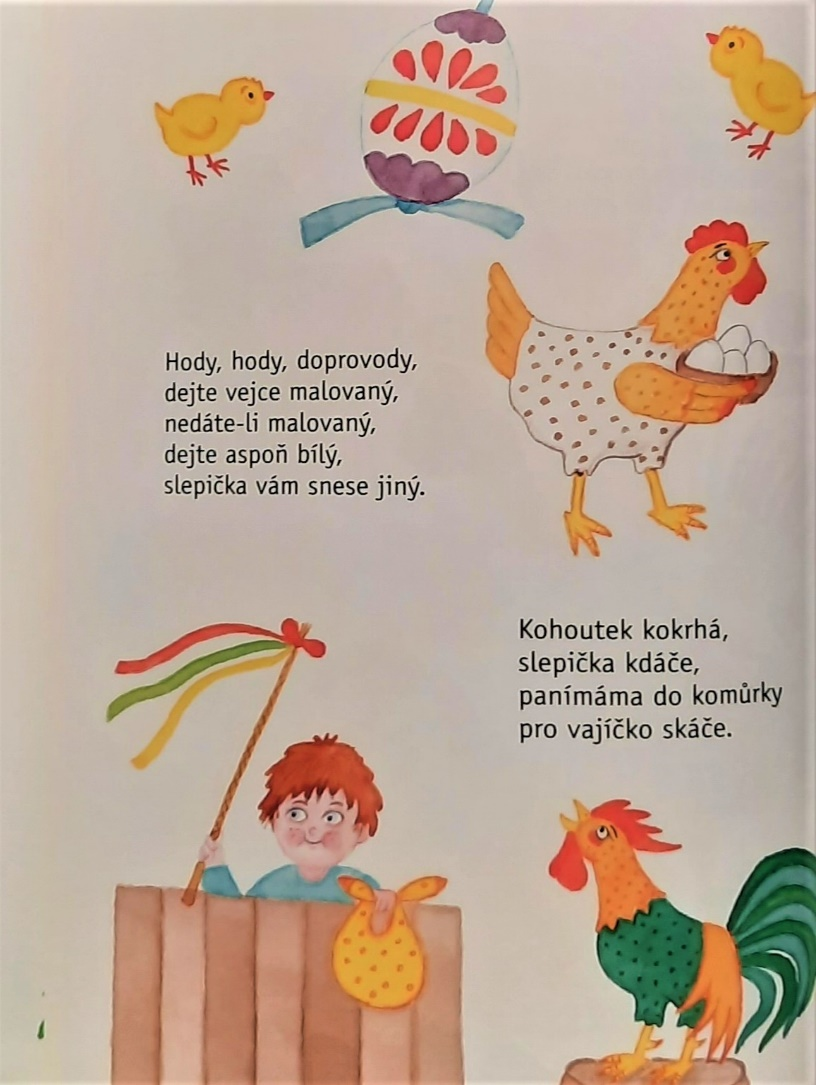 Hody, hody, doprovody,
dejte vejce malovaný,
nedáte-li malovaný,
dejte aspoň bílý,
slepička vám snese jiný.
Kohoutek kokrhá,
slepička kdáče,
panímáma do komůrky
pro vajíčko skáče.